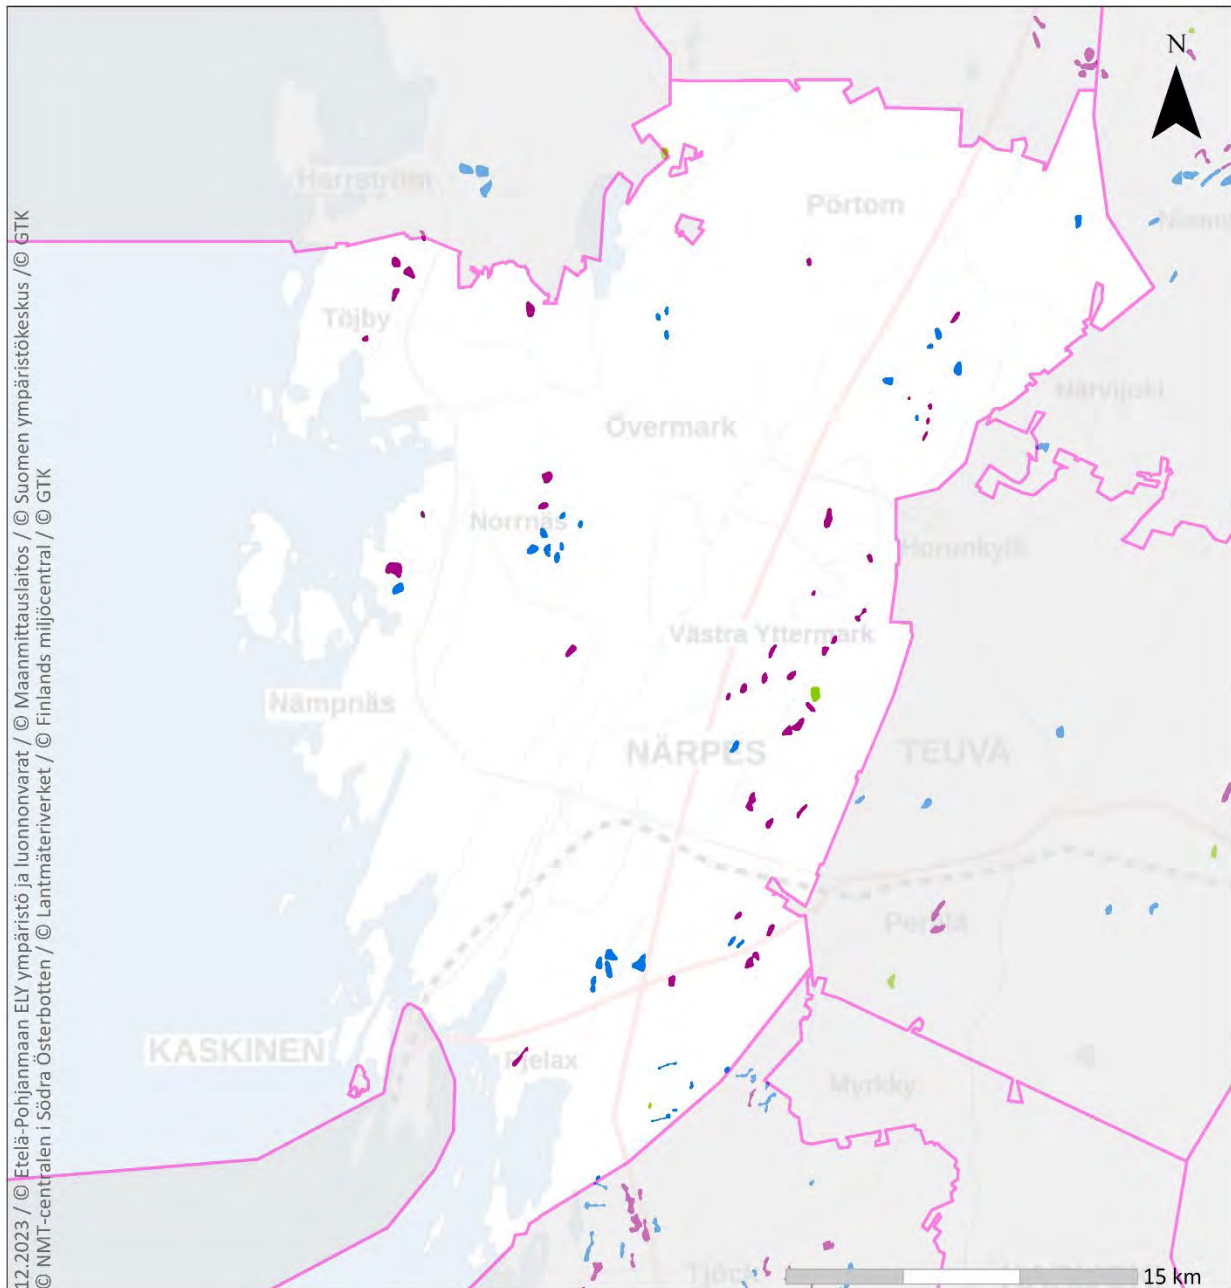 N
Harrström
Pörtom
Töjby
Närvijoki
Övermark
Norrnäs
Horonkylä
Västra Yttermark
Nämpnäs
NÄRPES
TEUVA
Perälä
KASKINEN
Pjelax
Myrkky
15 km
12.2023 / © Etelä-Pohjanmaan ELY ympäristö ja luonnonvarat / © Maanmittauslaitos / © Suomen ympäristökeskus /© GTK
© NMT-centralen i Södra Österbotten / © Lantmäteriverket / © Finlands miljöcentral / © GTK